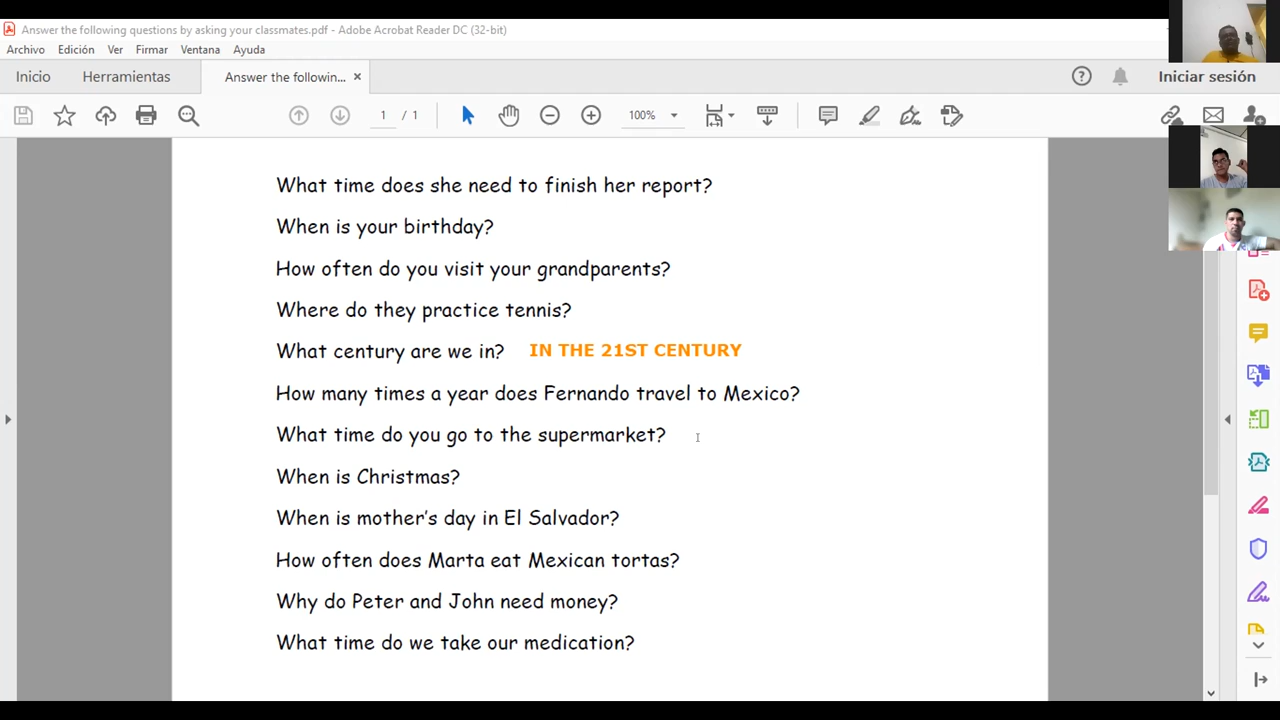 Answer the following questions by asking your classmates.pdf - Adobe Acrobat Reader DC (32-bit)
Archivo Edición Ver Firmar Ventana Ayuda
Inicio Herramientas Answer the followin... × Iniciar sesión
1 / 1 100%
What time does she need to finish her report?
When is your birthday?
How often do you visit your grandparents?
Where do they practice tennis?
What century are we in? IN THE 21ST CENTURY
How many times a year does Fernando travel to Mexico?
What time do you go to the supermarket?
When is Christmas?
When is mother's day in El Salvador?
How often does Marta eat Mexican tortas?
Why do Peter and John need money?
What time do we take our medication?